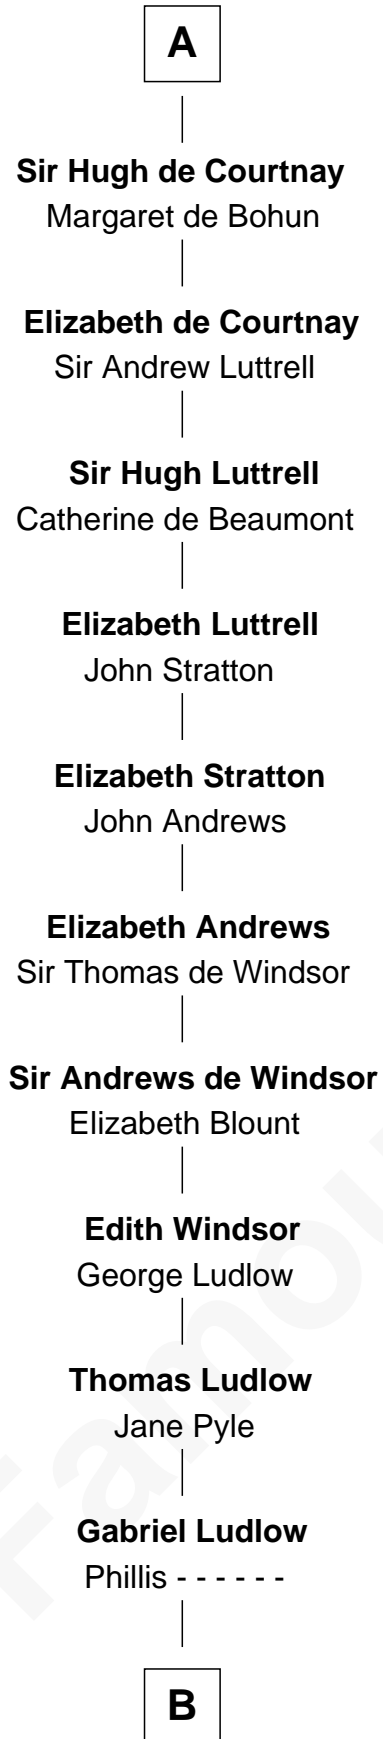 A
Sir Hugh de Courtnay
Margaret de Bohun
Elizabeth de Courtnay
Sir Andrew Luttrell
Sir Hugh Luttrell
Catherine de Beaumont
Elizabeth Luttrell
John Stratton
Elizabeth Stratton
John Andrews
Elizabeth Andrews
Sir Thomas de Windsor
Sir Andrews de Windsor
Elizabeth Blount
Edith Windsor
George Ludlow
Thomas Ludlow
Jane Pyle
Gabriel Ludlow
Phillis - - - - - -
B
Famou